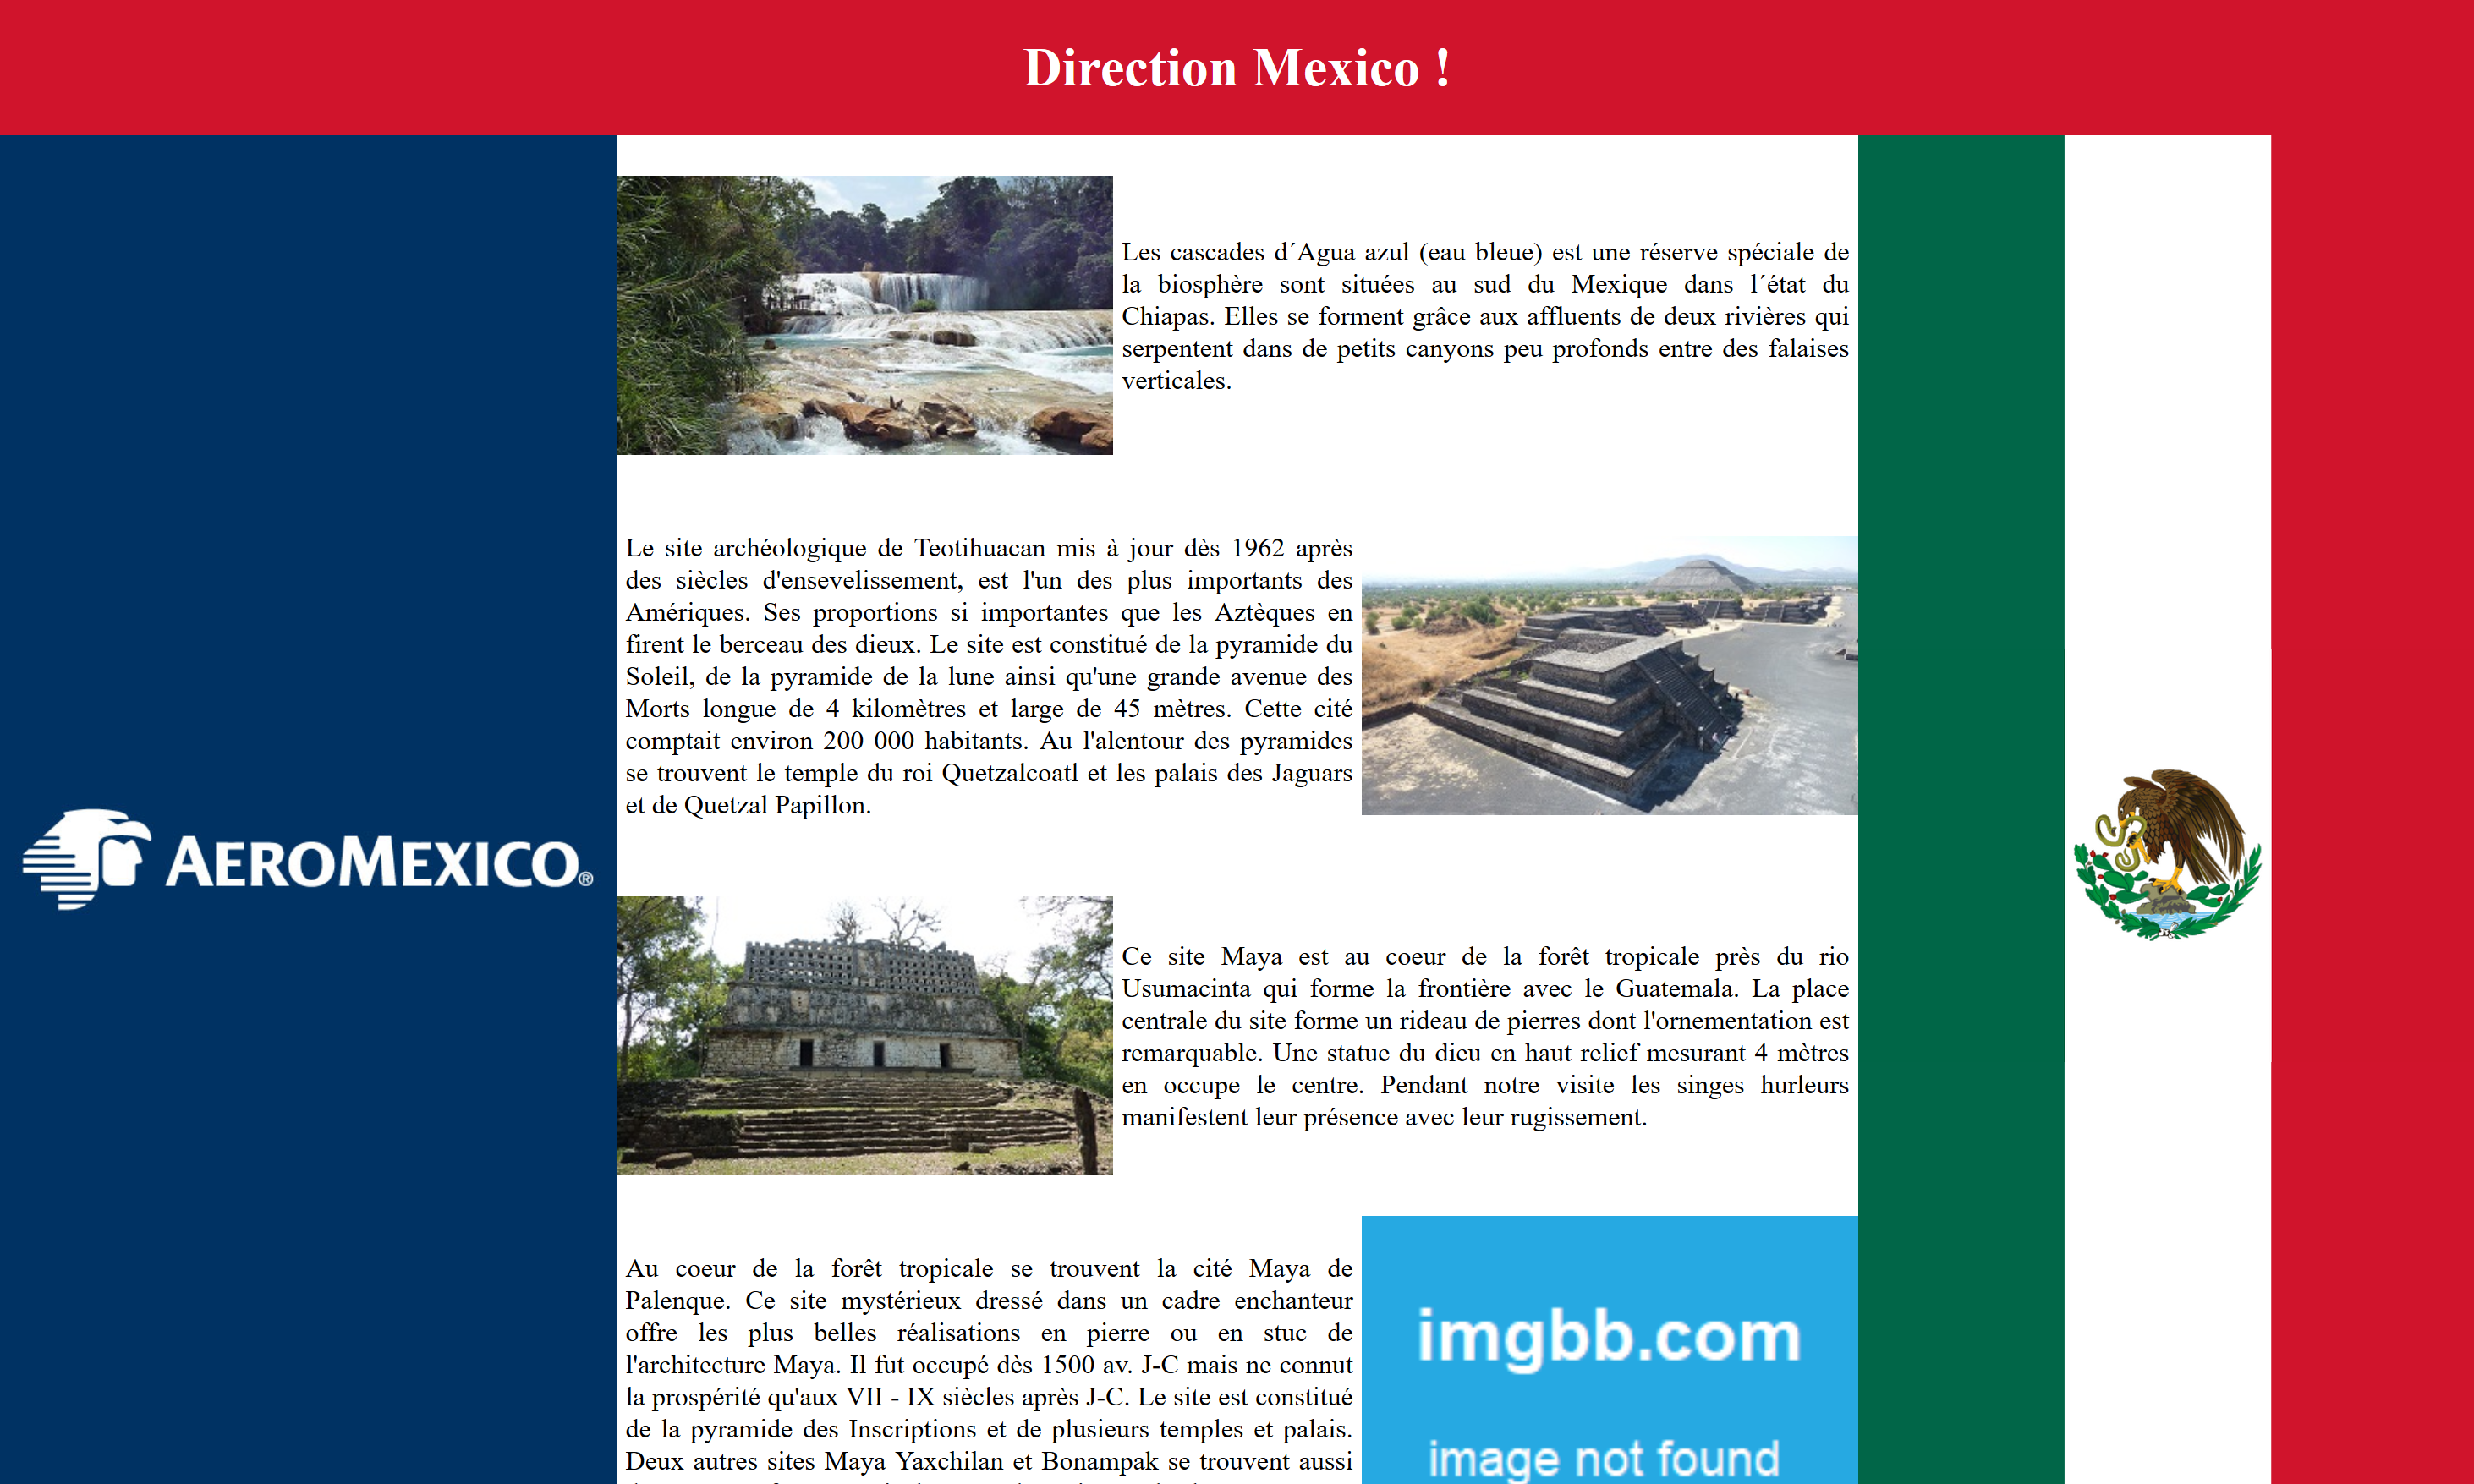 Direction Mexico !
Les cascades d´Agua azul (eau bleue) est une réserve spéciale de
la biosphère sont situées au sud du Mexique dans l´état du
Chiapas. Elles se forment grâce aux affluents de deux rivières qui
serpentent dans de petits canyons peu profonds entre des falaises
verticales.
Le site archéologique de Teotihuacan mis à jour dès 1962 après
des siècles d'ensevelissement, est l'un des plus importants des
Amériques. Ses proportions si importantes que les Aztèques en
firent le berceau des dieux. Le site est constitué de la pyramide du
Soleil, de la pyramide de la lune ainsi qu'une grande avenue des
Morts longue de 4 kilomètres et large de 45 mètres. Cette cité
comptait environ 200 000 habitants. Au l'alentour des pyramides
se trouvent le temple du roi Quetzalcoatl et les palais des Jaguars
et de Quetzal Papillon.
AEROMEXICO®
Ce site Maya est au coeur de la forêt tropicale près du rio
Usumacinta qui forme la frontière avec le Guatemala. La place
centrale du site forme un rideau de pierres dont l'ornementation est
remarquable. Une statue du dieu en haut relief mesurant 4 mètres
en occupe le centre. Pendant notre visite les singes hurleurs
manifestent leur présence avec leur rugissement.
Au coeur de la forêt tropicale se trouvent la cité Maya de
Palenque. Ce site mystérieux dressé dans un cadre enchanteur
offre les plus belles réalisations en pierre ou en stuc de
l'architecture Maya. Il fut occupé dès 1500 av. J-C mais ne connut
la prospérité qu'aux VII - IX siècles après J-C. Le site est constitué
de la pyramide des Inscriptions et de plusieurs temples et palais.
Deux autres sites Maya Yaxchilan et Bonampak se trouvent aussi
imgbb.com
image not found